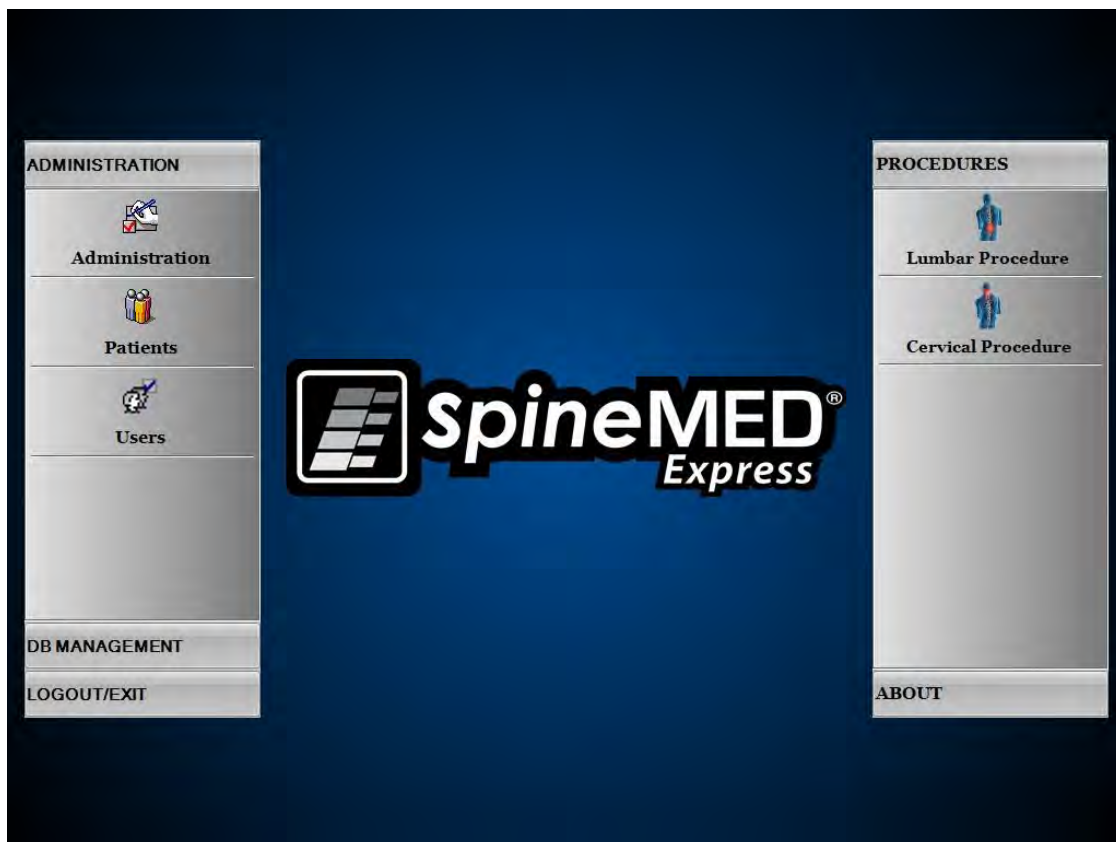 ADMINISTRATION
Administration
Patients
Users
DB MANAGEMENT
LOGOUT/EXIT
SpineMED®
Express
PROCEDURES
Lumbar Procedure
Cervical Procedure
ABOUT